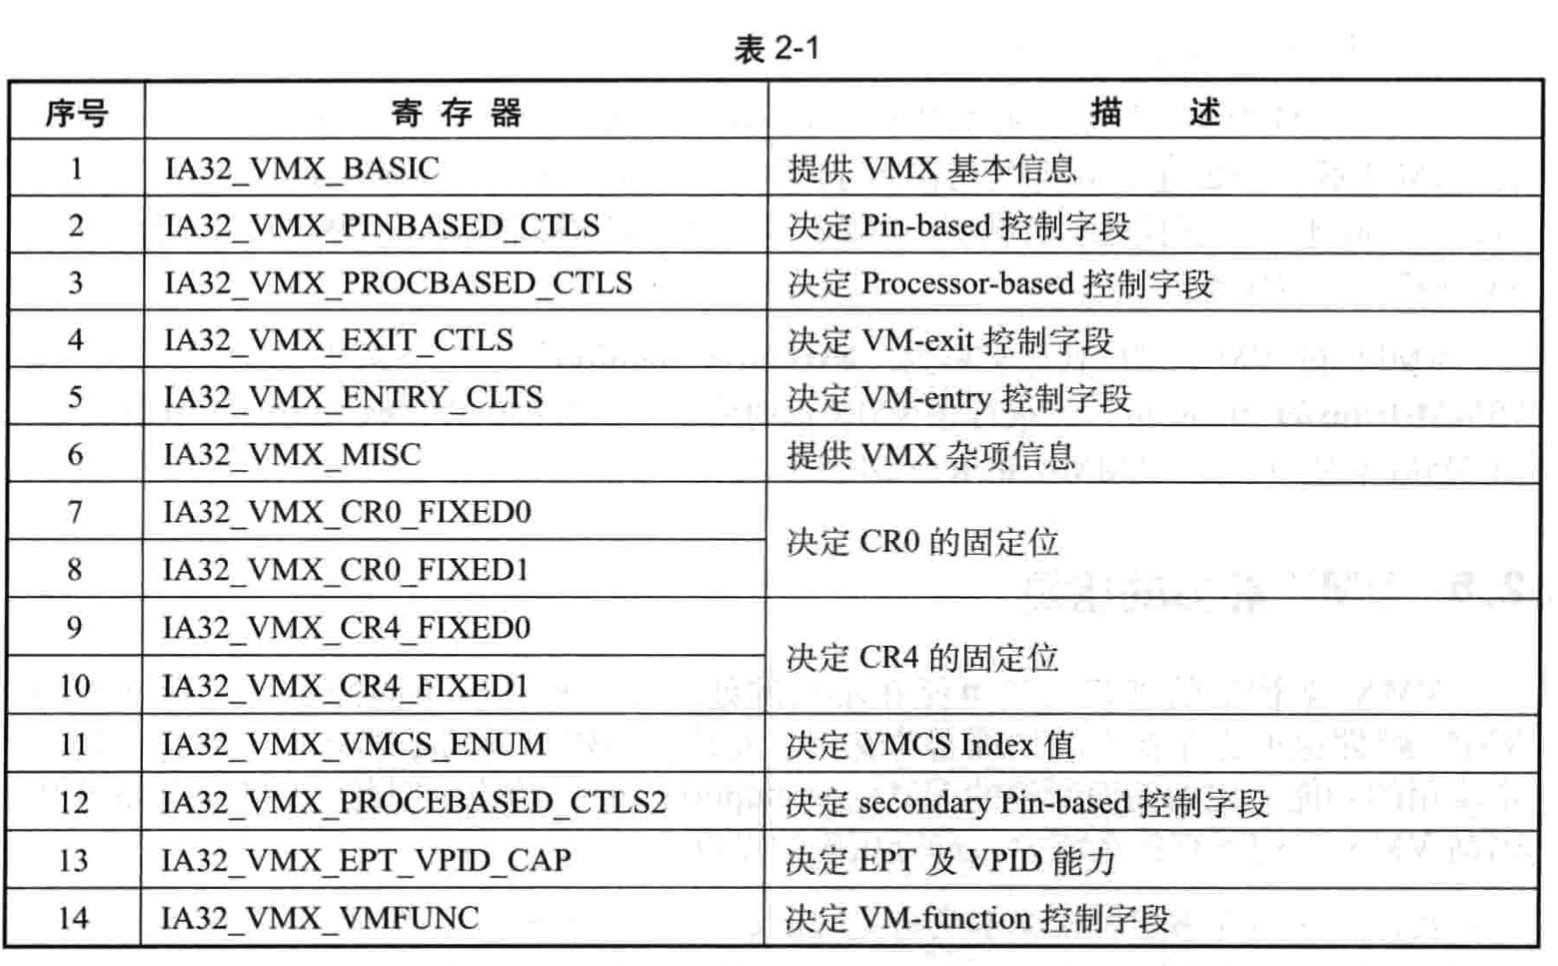 表 2-1
序号 寄存器 描述
1 IA32_VMX_BASIC 提供 VMX 基本信息
2 IA32_VMX_PINBASED_CTLS 决定 Pin-based 控制字段
3 IA32_VMX_PROCBASED_CTLS 决定 Processor-based 控制字段
4 IA32_VMX_EXIT_CTLS 决定 VM-exit 控制字段
5 IA32_VMX_ENTRY_CLTS 决定 VM-entry 控制字段
6 IA32_VMX_MISC 提供 VMX 杂项信息
7 IA32_VMX_CR0_FIXED0
决定 CR0 的固定位
8 IA32_VMX_CR0_FIXED1
9 IA32_VMX_CR4_FIXED0
决定 CR4 的固定位
10 IA32_VMX_CR4_FIXED1
11 IA32_VMX_VMCS_ENUM 决定 VMCS Index 值
12 IA32_VMX_PROCEBASED_CTLS2 决定 secondary Pin-based 控制字段
13 IA32_VMX_EPT_VPID_CAP 决定 EPT 及 VPID 能力
14 IA32_VMX_VMFUNC 决定 VM-function 控制字段